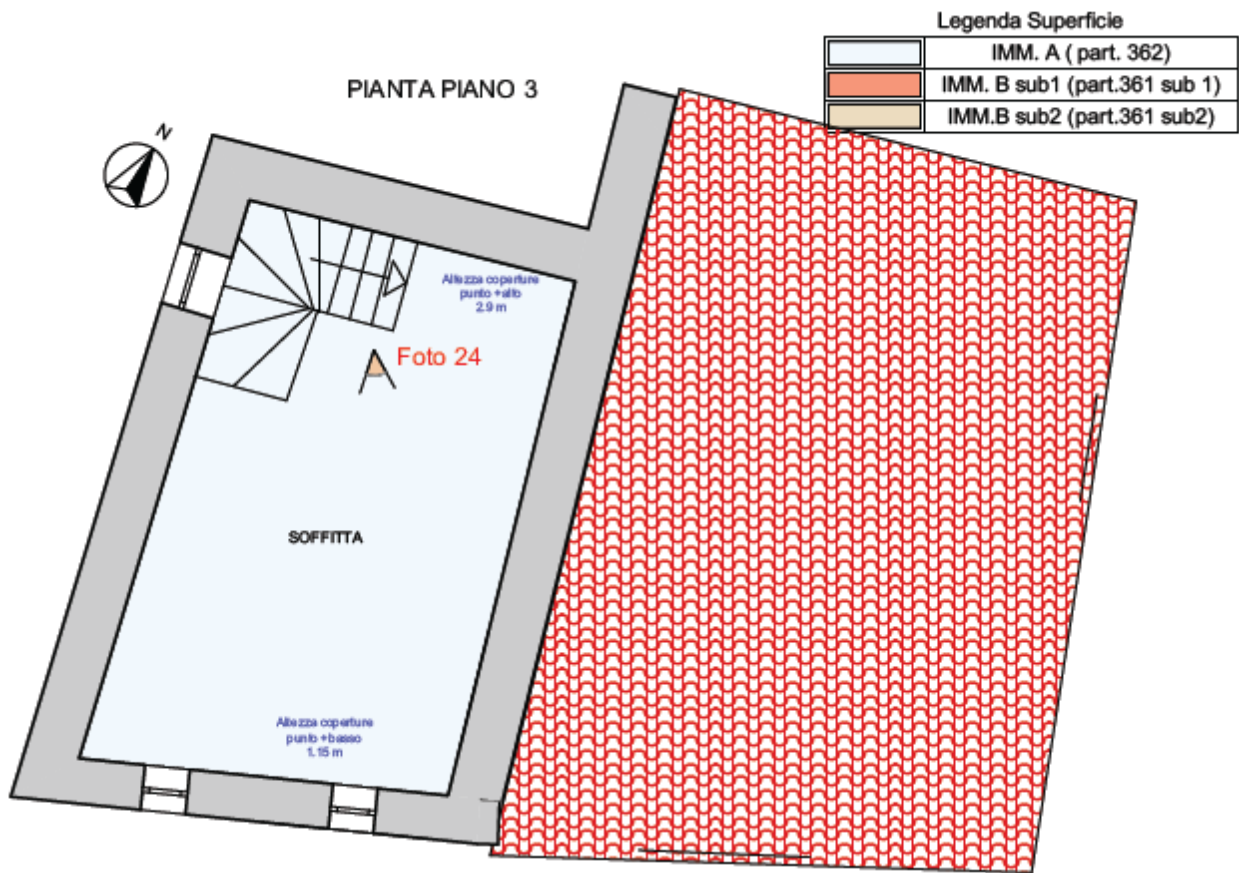 Legenda Superficie
IMM. A ( part. 362)
IMM. B sub1 (part.361 sub 1)
IMM.B sub2 (part.361 sub2)
PIANTA PIANO 3
N
Altezza coperture
punto +alto
2.9 m
Foto 24
SOFFITTA
Altezza coperture
punto +basso
1.15 m